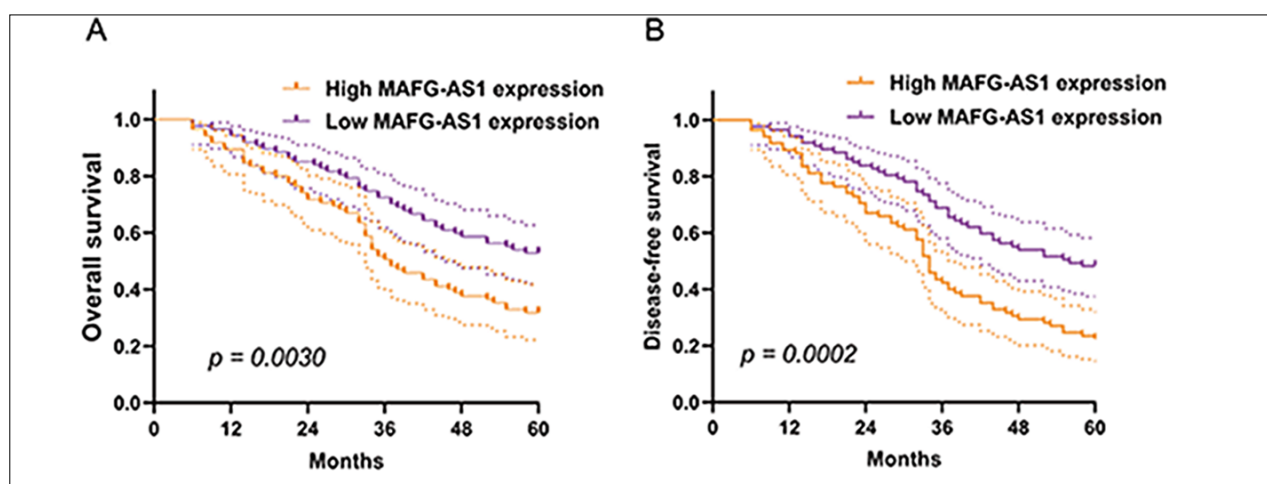 A
High MAFG-AS1 expression
Low MAFG-AS1 expression
1.0
0.8
0.6
0.4
0.2
0.0
Overall survival
p = 0.0030
0 12 24 36 48 60
Months
B
High MAFG-AS1 expression
Low MAFG-AS1 expression
1.0
0.8
0.6
0.4
0.2
0.0
Disease-free survival
p = 0.0002
0 12 24 36 48 60
Months